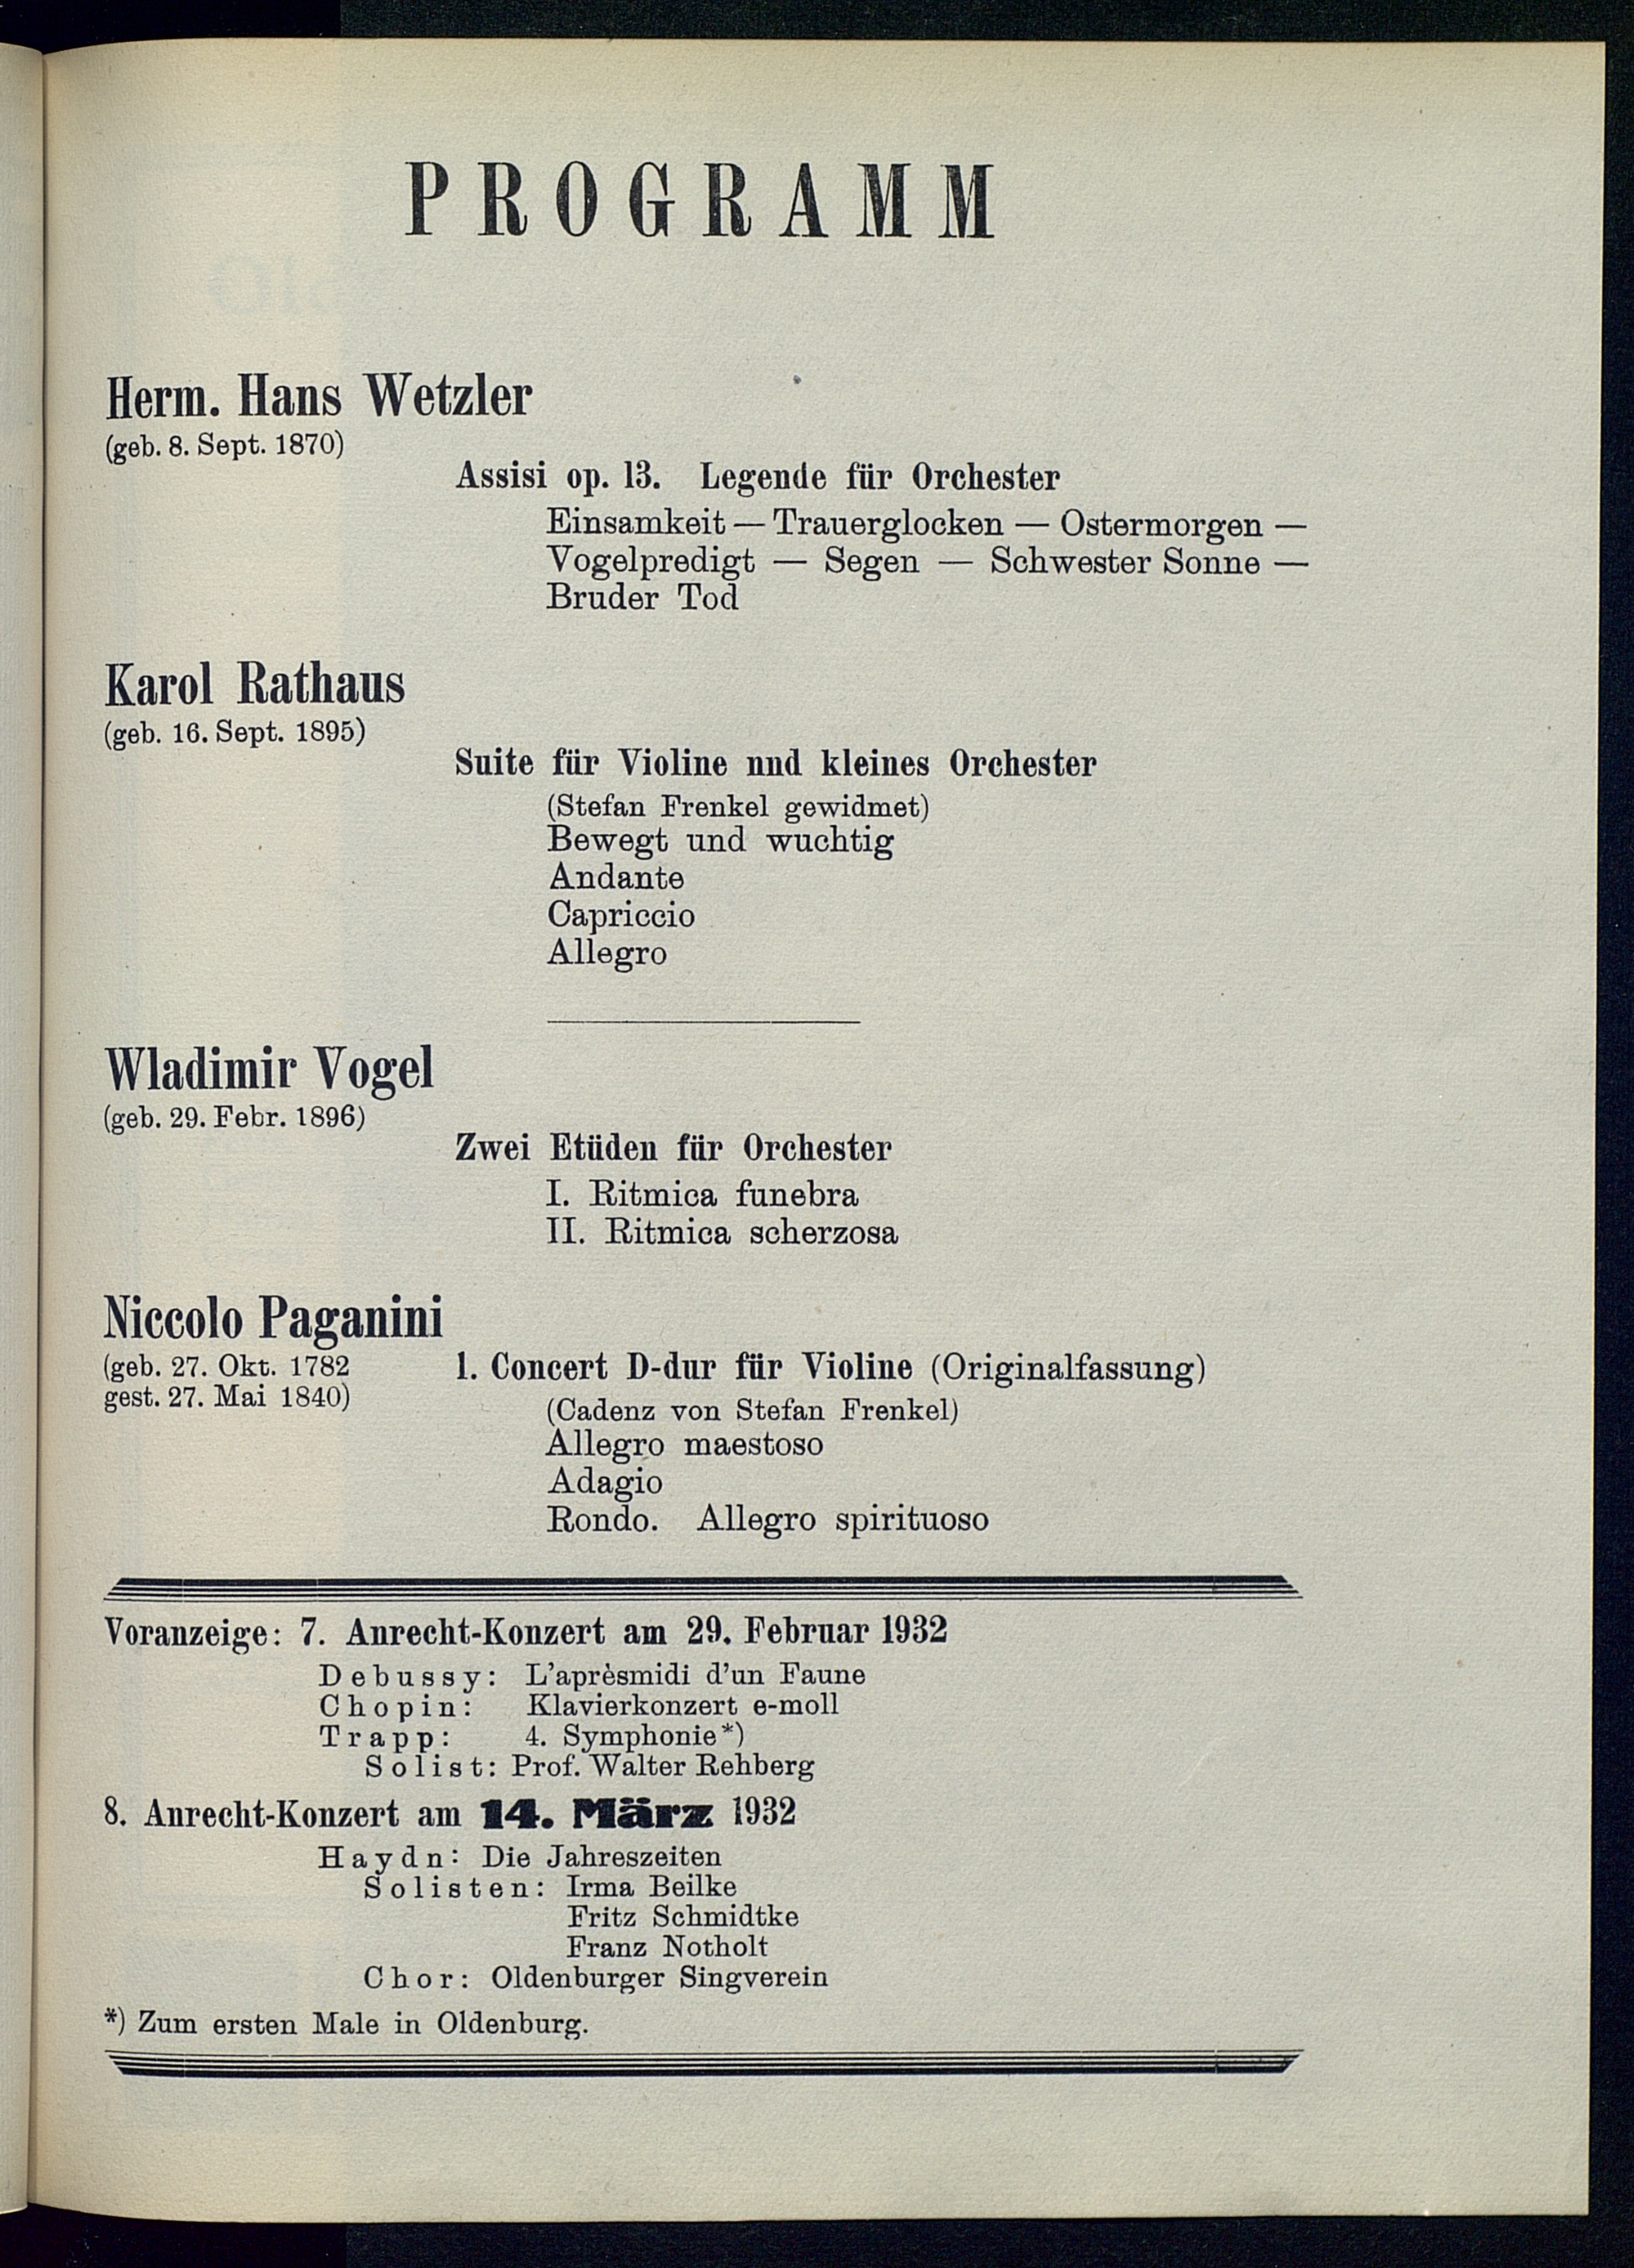 PROGRAMM
Herm. Hans Wetzler
(geb. 8. Sept. 1870)
Assisi op. 13. Legende für Orchester
Einsamkeit — Trauerglocken — Ostermorgen —
Vogelpredigt — Segen — Schwester Sonne —
Bruder Tod
Karol Rathaus
(geb. 16. Sept. 1895)
Suite für Violine nnd kleines Orchester
(Stefan Frenkel gewidmet)
Bewegt und wuchtig
Andante
Capriccio
Allegro
Wladimir Vogel
(geb. 29. Febr. 1896)
Zwei Etüden für Orchester
I. Ritmica funebra
II. Ritmica scherzosa
Niccolo Paganini
(geb. 27. Okt. 1782
gest. 27. Mai 1840)
1. Concert D-dur für Violine (Originalfassung)
(Cadenz von Stefan Frenkel)
Allegro maestoso
Adagio
Rondo. Allegro spirituoso
Voranzeige: 7. Anrecht-Konzert am 29. Februar 1932
Debussy: L'aprèsmidi d'un Faune
Chopin: Klavierkonzert e-moll
Trapp: 4. Symphonie*)
Solist: Prof. Walter Rehberg
8. Anrecht-Konzert am 14. März 1932
Haydn: Die Jahreszeiten
Solisten: Irma Beilke
Fritz Schmidtke
Franz Notholt
Chor: Oldenburger Singverein
*) Zum ersten Male in Oldenburg.